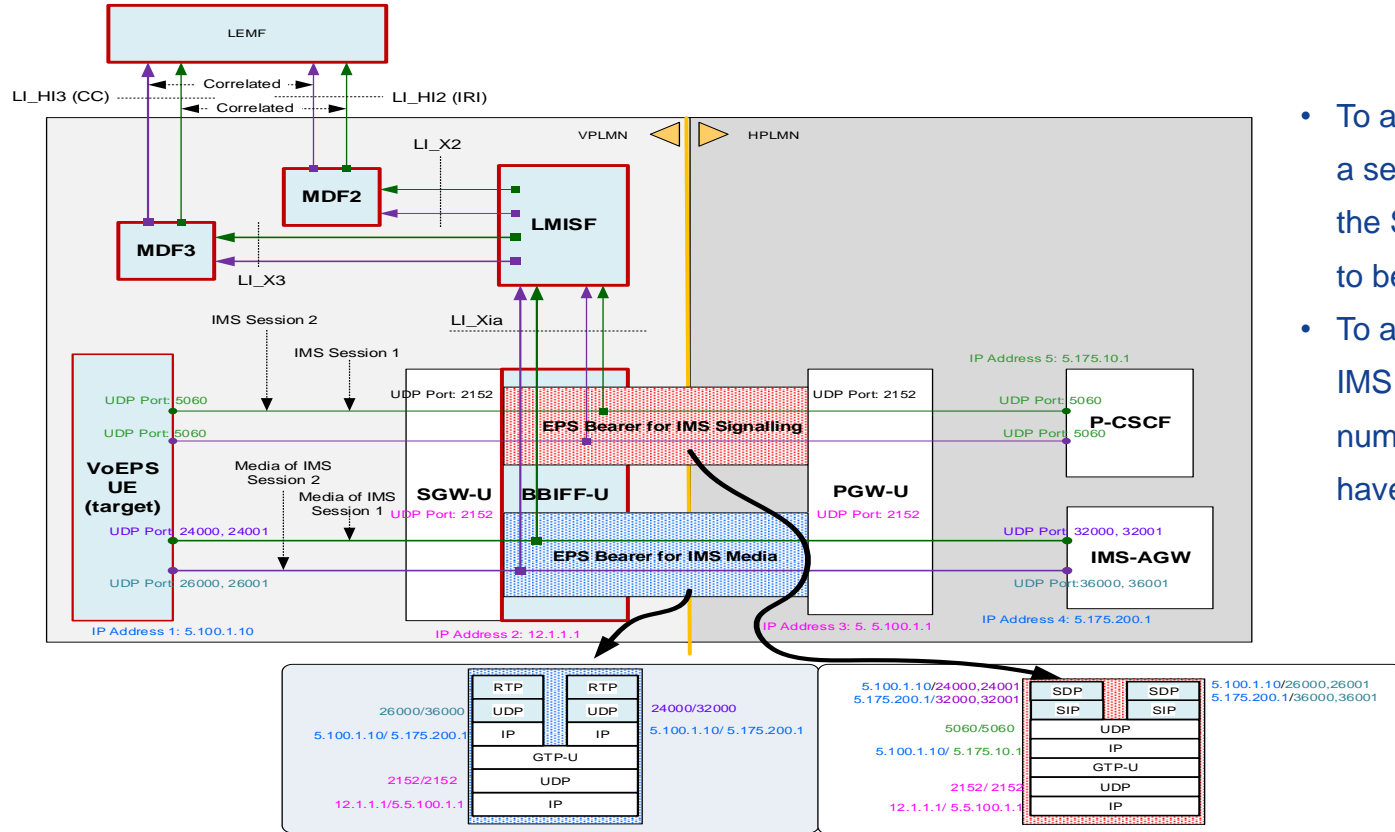 LEMF
Correlated
LI_HI3 (CC)
LI_HI2 (IRI)
Correlated
VPLMN
HPLMN
LI_X2
MDF2
LMISF
MDF3
LI_X3
IMS Session 2
LI_Xia
IMS Session 1
IP Address 5: 5.175.10.1
UDP Port: 5060
UDP Port: 2152
UDP Port: 2152
UDP Port: 5060
EPS Bearer for IMS Signalling
P-CSCF
UDP Port: 5060
UDP Port: 5060
VoEPS
UE
(target)
Media of IMS
Session 2
Media of IMS
Session 1
SGW-U
BBIFF-U
PGW-U
UDP Port: 2152
UDP Port: 2152
UDP Port: 24000, 24001
UDP Port: 32000, 32001
EPS Bearer for IMS Media
IMS-AGW
UDP Port: 26000, 26001
UDP Port:36000, 36001
IP Address 1: 5.100.1.10
IP Address 2: 12.1.1.1
IP Address 3: 5. 5.100.1.1
IP Address 4: 5.175.200.1
RTP
RTP
26000/36000
UDP
UDP
24000/32000
5.100.1.10/ 5.175.200.1
IP
IP
5.100.1.10/ 5.175.200.1
GTP-U
2152/2152
UDP
12.1.1.1/5.5.100.1.1
IP
5.100.1.10/24000,24001
5.175.200.1/32000,32001
SDP
SDP
5.100.1.10/26000,26001
5.175.200.1/36000,36001
SIP
SIP
5060/5060
UDP
5.100.1.10/ 5.175.10.1
IP
GTP-U
2152/ 2152
UDP
12.1.1.1/ 5.5.100.1.1
IP
• To a
a se
the
to be
• To a
IMS
num
have